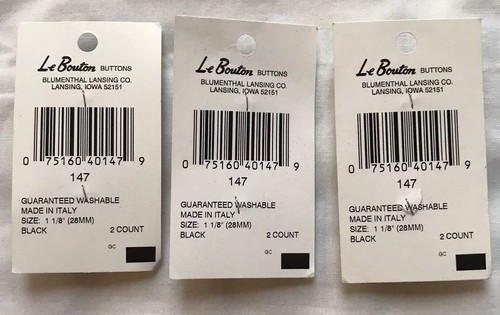 Le Bouton BUTTONS
BLUMENTHAL LANSING CO.
LANSING, IOWA 52151
0 75160 40147 9
147
GUARANTEED WASHABLE
MADE IN ITALY
SIZE: 1 1/8" (28MM)
BLACK 2 COUNT
GC
Le Bouton BUTTONS
BLUMENTHAL LANSING CO.
LANSING, IOWA 52151
0 75160 40147 9
147
GUARANTEED WASHABLE
MADE IN ITALY
SIZE: 1 1/8" (28MM)
BLACK 2 COUNT
GC
Le Bouton BUTTONS
BLUMENTHAL LANSING CO.
LANSING, IOWA 52151
0 75160 40147 9
147
GUARANTEED WASHABLE
MADE IN ITALY
SIZE: 1 1/8" (28MM)
BLACK 2 COUNT
GC